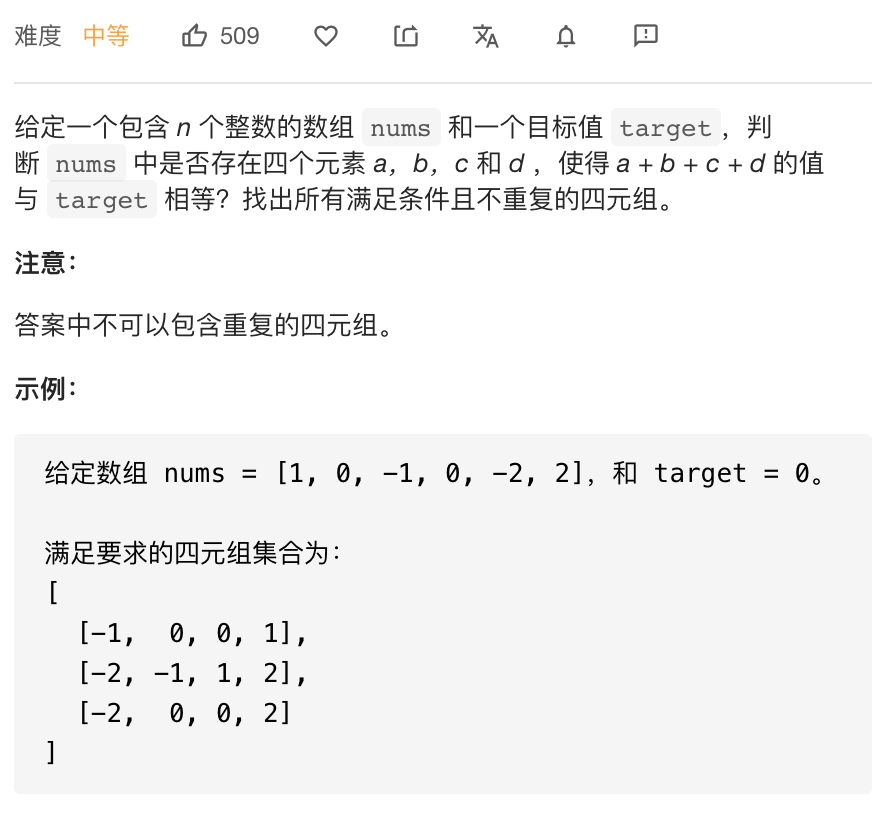 难度 中等 509
给定一个包含 n 个整数的数组 nums 和一个目标值 target，判
断 nums 中是否存在四个元素 a，b，c 和 d ，使得 a + b + c + d 的值
与 target 相等？找出所有满足条件且不重复的四元组。
注意：
答案中不可以包含重复的四元组。
示例：
给定数组 nums = [1, 0, -1, 0, -2, 2]，和 target = 0。
满足要求的四元组集合为：
[
  [-1,  0, 0, 1],
  [-2, -1, 1, 2],
  [-2,  0, 0, 2]
]